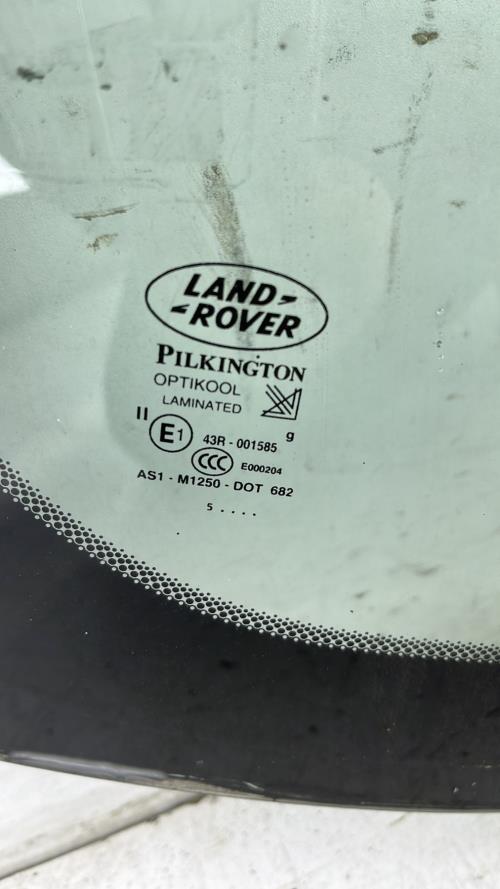 LAND-
-ROVER
PILKINGTON
OPTIKOOL
LAMINATED
g
II
E1 43R - 001585
CCC E000204
AS1 - M1250 - DOT 682
5 . . . .